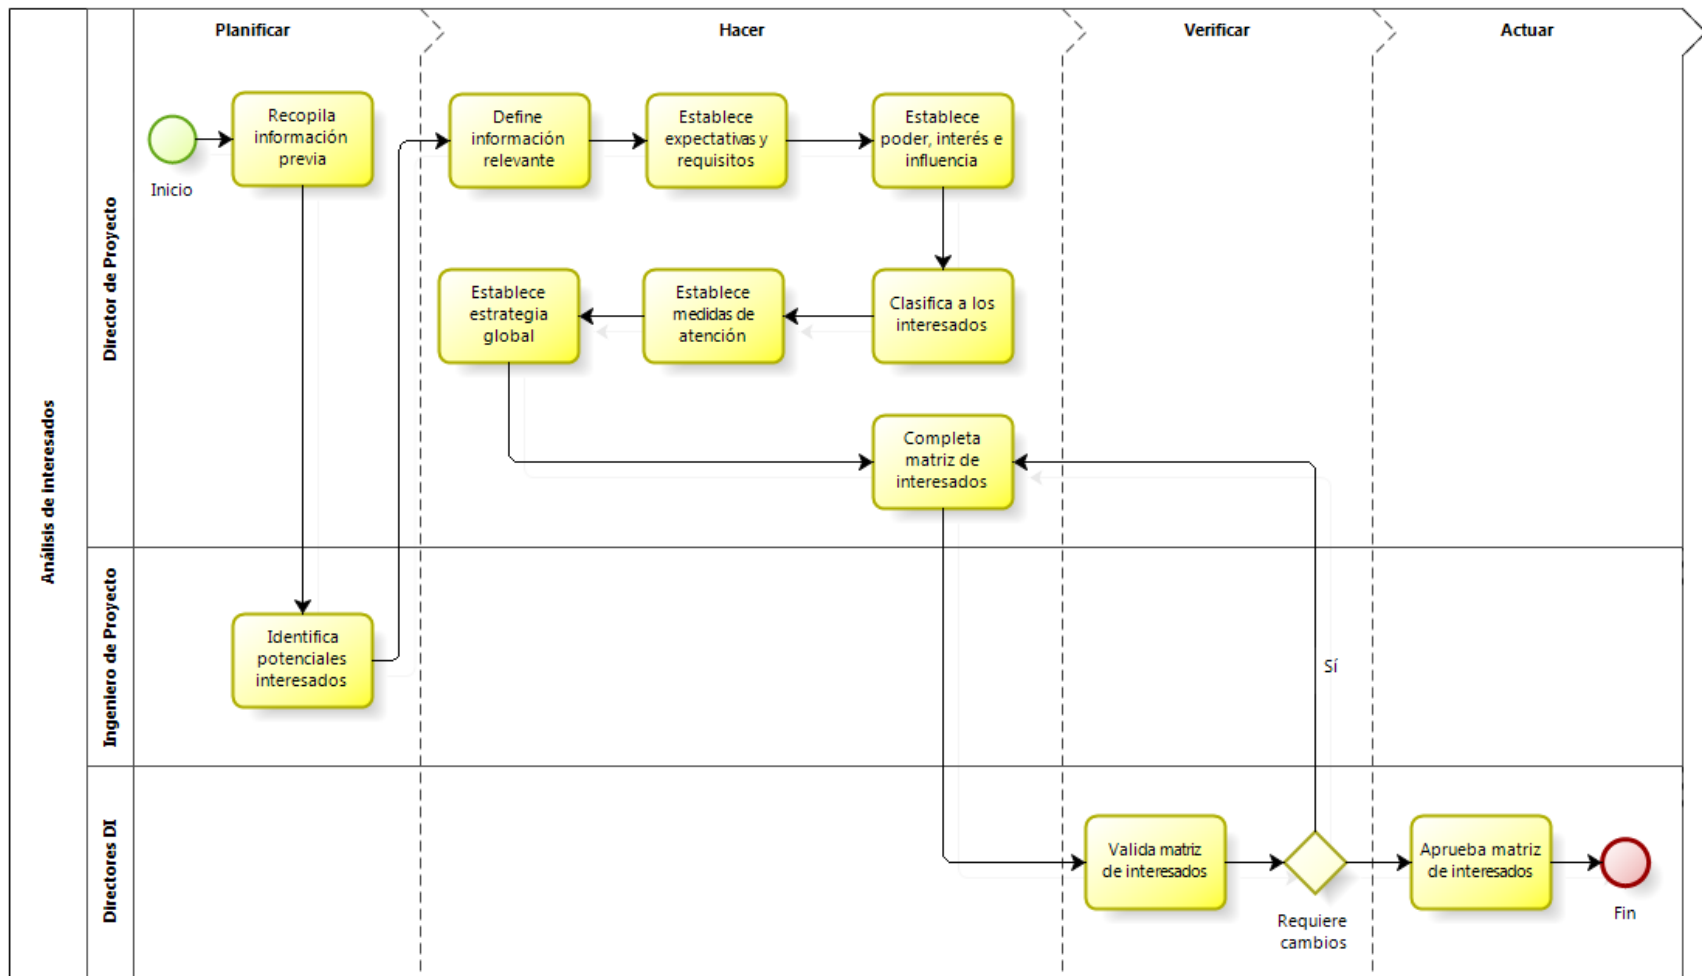 Planificar
Hacer
Verificar
Actuar
Análisis de interesados
Director de Proyecto
Inicio
Recopila
información
previa
Define
información
relevante
Establece
expectativas y
requisitos
Establece
poder, interés e
influencia
Establece
estrategia
global
Establece
medidas de
atención
Clasifica a los
interesados
Completa
matriz de
interesados
Ingeniero de Proyecto
Identifica
potenciales
interesados
Sí
Directores DI
Valida matriz
de interesados
Requiere
cambios
Aprueba matriz
de interesados
Fin